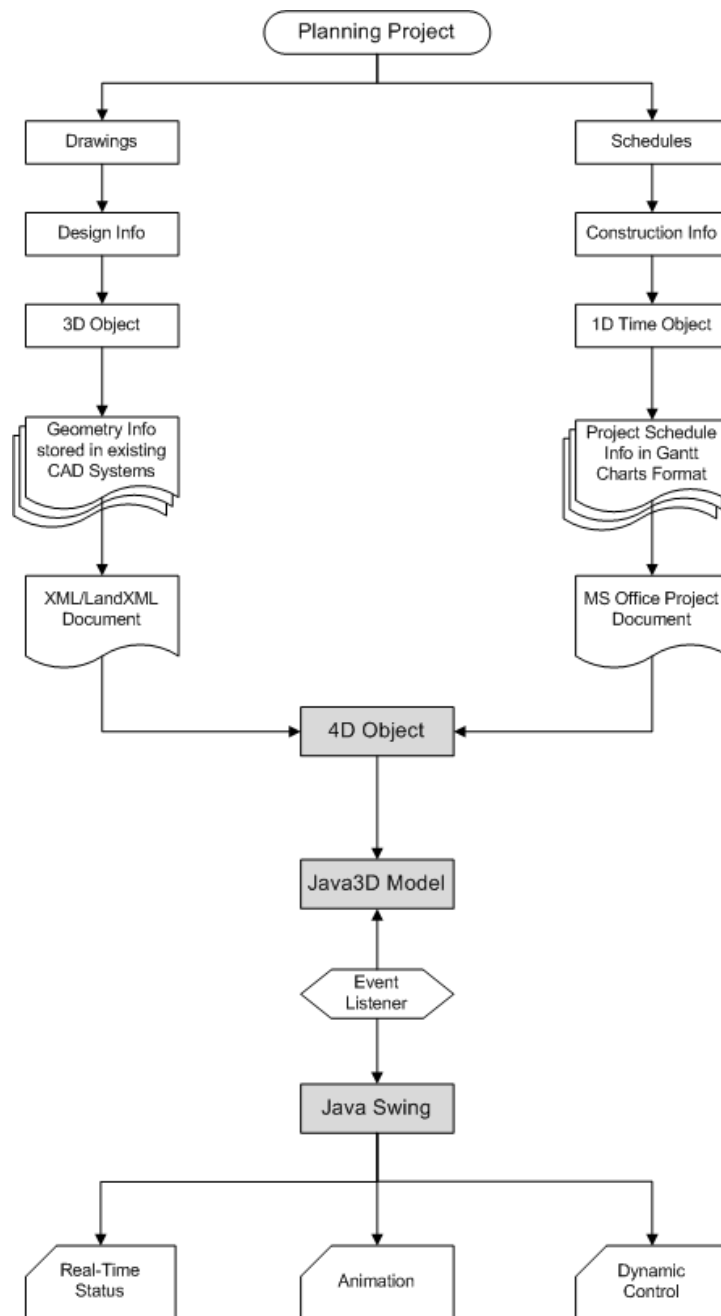 Planning Project
Drawings
Schedules
Design Info
Construction Info
3D Object
1D Time Object
Geometry Info
stored in existing
CAD Systems
Project Schedule
Info in Gantt
Charts Format
XML/LandXML
Document
MS Office Project
Document
4D Object
Java3D Model
Event
Listener
Java Swing
Real-Time
Status
Animation
Dynamic
Control